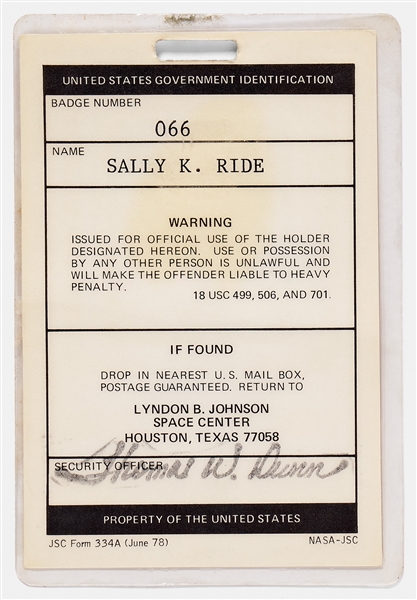 UNITED STATES GOVERNMENT IDENTIFICATION
BADGE NUMBER
066
NAME
SALLY K. RIDE
WARNING
ISSUED FOR OFFICIAL USE OF THE HOLDER
DESIGNATED HEREON. USE OR POSSESSION
BY ANY OTHER PERSON IS UNLAWFUL AND
WILL MAKE THE OFFENDER LIABLE TO HEAVY
PENALTY.
18 USC 499, 506, AND 701.
IF FOUND
DROP IN NEAREST U.S. MAIL BOX,
POSTAGE GUARANTEED. RETURN TO
LYNDON B. JOHNSON
SPACE CENTER
HOUSTON, TEXAS 77058
SECURITY OFFICER
Thomas W. Dunn
PROPERTY OF THE UNITED STATES
JSC Form 334A (June 78) NASA-JSC